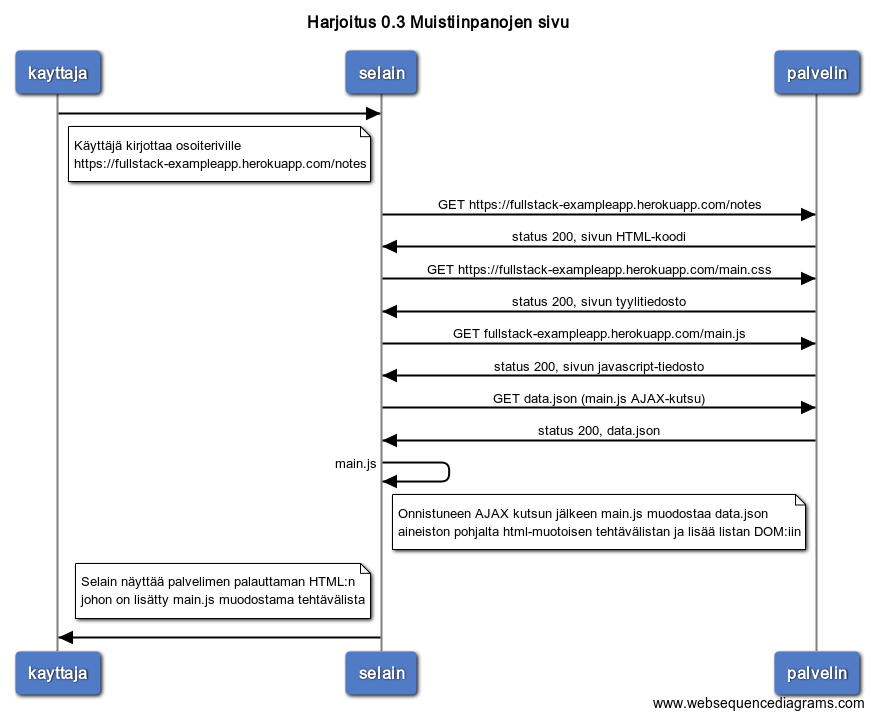 Harjoitus 0.3 Muistiinpanojen sivu
kayttaja
selain
palvelin
Käyttäjä kirjottaa osoiteriville
https://fullstack-exampleapp.herokuapp.com/notes
GET https://fullstack-exampleapp.herokuapp.com/notes
status 200, sivun HTML-koodi
GET https://fullstack-exampleapp.herokuapp.com/main.css
status 200, sivun tyylitiedosto
GET fullstack-exampleapp.herokuapp.com/main.js
status 200, sivun javascript-tiedosto
GET data.json (main.js AJAX-kutsu)
status 200, data.json
main.js
Onnistuneen AJAX kutsun jälkeen main.js muodostaa data.json
aineiston pohjalta html-muotoisen tehtävälistan ja lisää listan DOM:iin
Selain näyttää palvelimen palauttaman HTML:n
johon on lisätty main.js muodostama tehtävälista
kayttaja
selain
palvelin
www.websequencediagrams.com